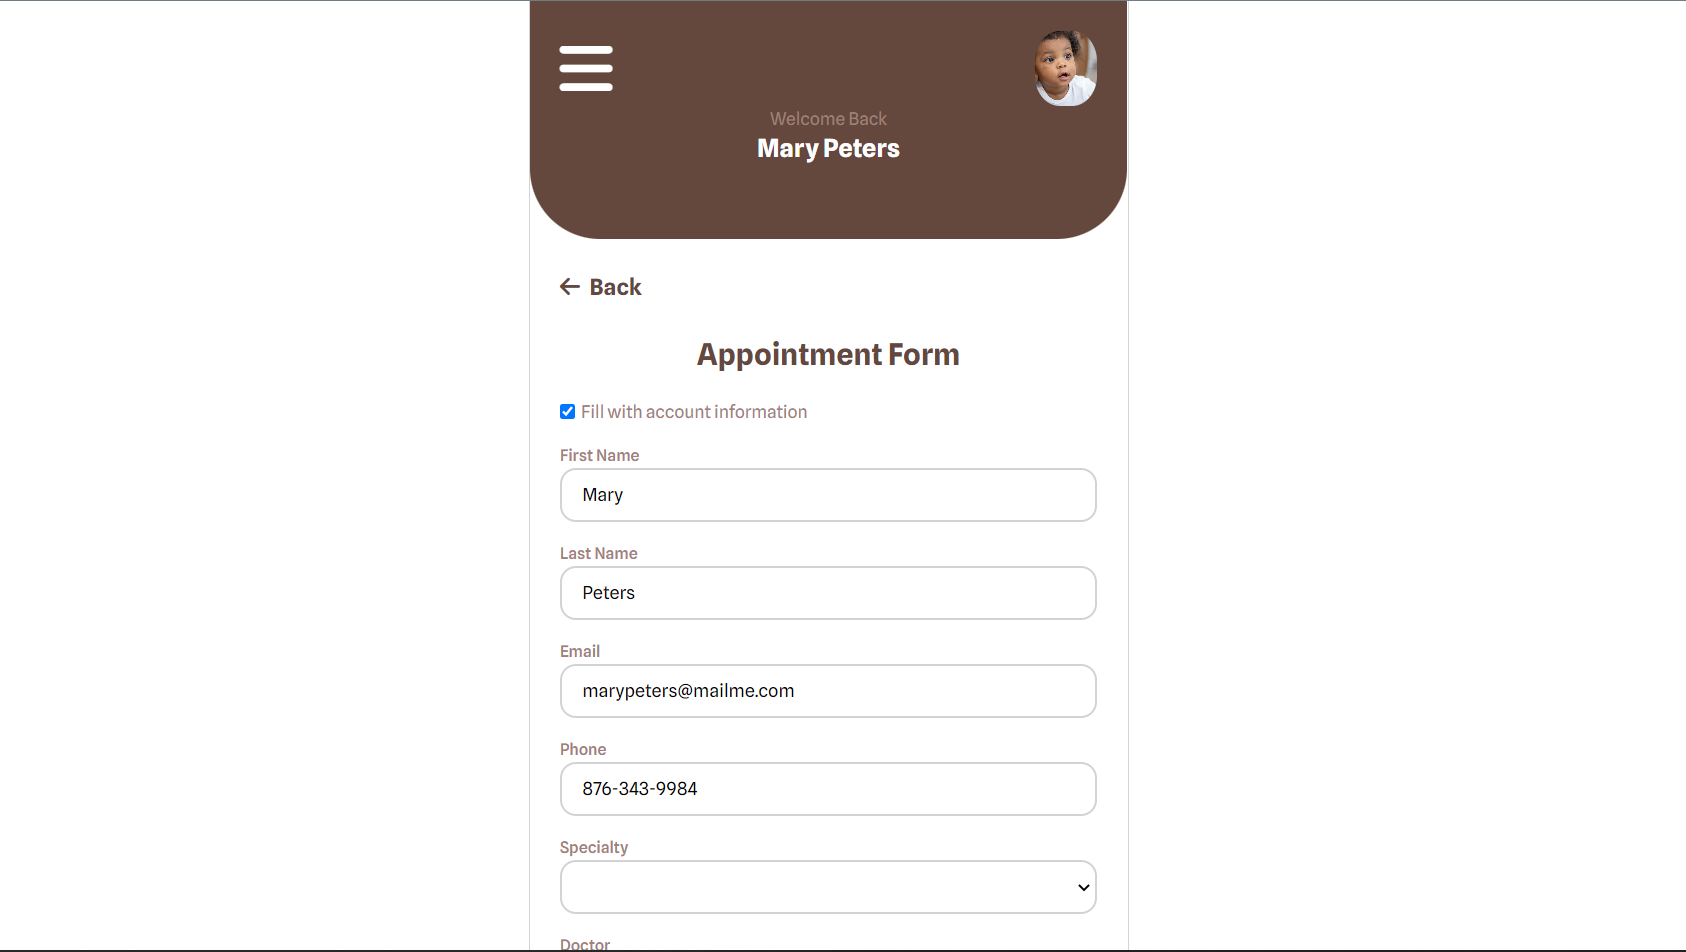 Welcome Back
Mary Peters
Back
Appointment Form
Fill with account information
First Name
Mary
Last Name
Peters
Email
marypeters@mailme.com
Phone
876-343-9984
Specialty
Doctor